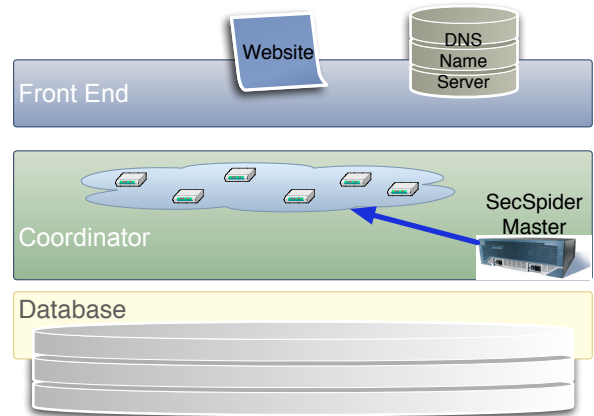 Website
DNS
Name
Server
Front End
SecSpider
Master
Coordinator
Database